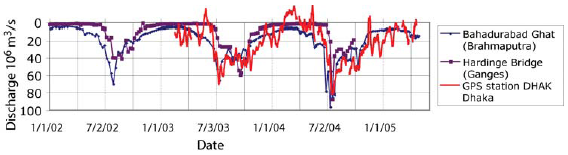 Discharge 10⁶ m³/s
0
20
40
60
80
100
1/1/02
7/2/02
1/1/03
7/3/03
1/1/04
7/2/04
1/1/05
Date
Bahadurabad Ghat
(Brahmaputra)
Hardinge Bridge
(Ganges)
GPS station DHAK
Dhaka